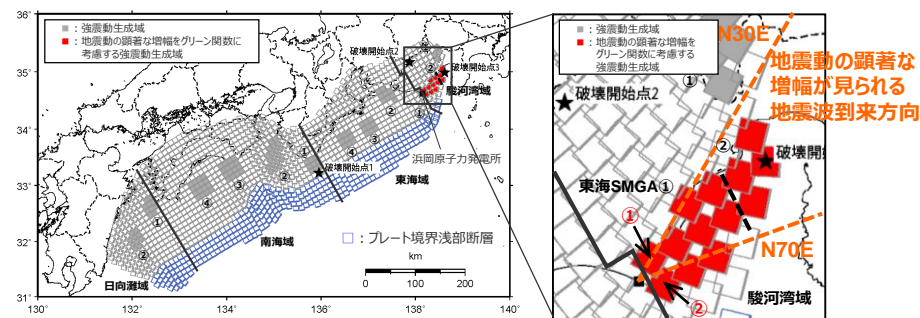 36°
35°
34°
33°
32°
31°
130°
132°
134°
136°
138°
140°
：強震動生成域
：地震動の顕著な増幅をグリーン関数に
考慮する強震動生成域
破壊開始点2
破壊開始点3
駿河湾域
浜岡原子力発電所
破壊開始点1
東海域
南海域
日向灘域
：プレート境界浅部断層
km
0 100 200
①
②
③
④
①
②
③
④
①
②
①
②
：強震動生成域
：地震動の顕著な増幅を
グリーン関数に考慮する
強震動生成域
N30E
地震動の顕著な
増幅が見られる
地震波到来方向
①
破壊開始点2
②
破壊開始
東海SMGA①
①
N70E
②
駿河湾域